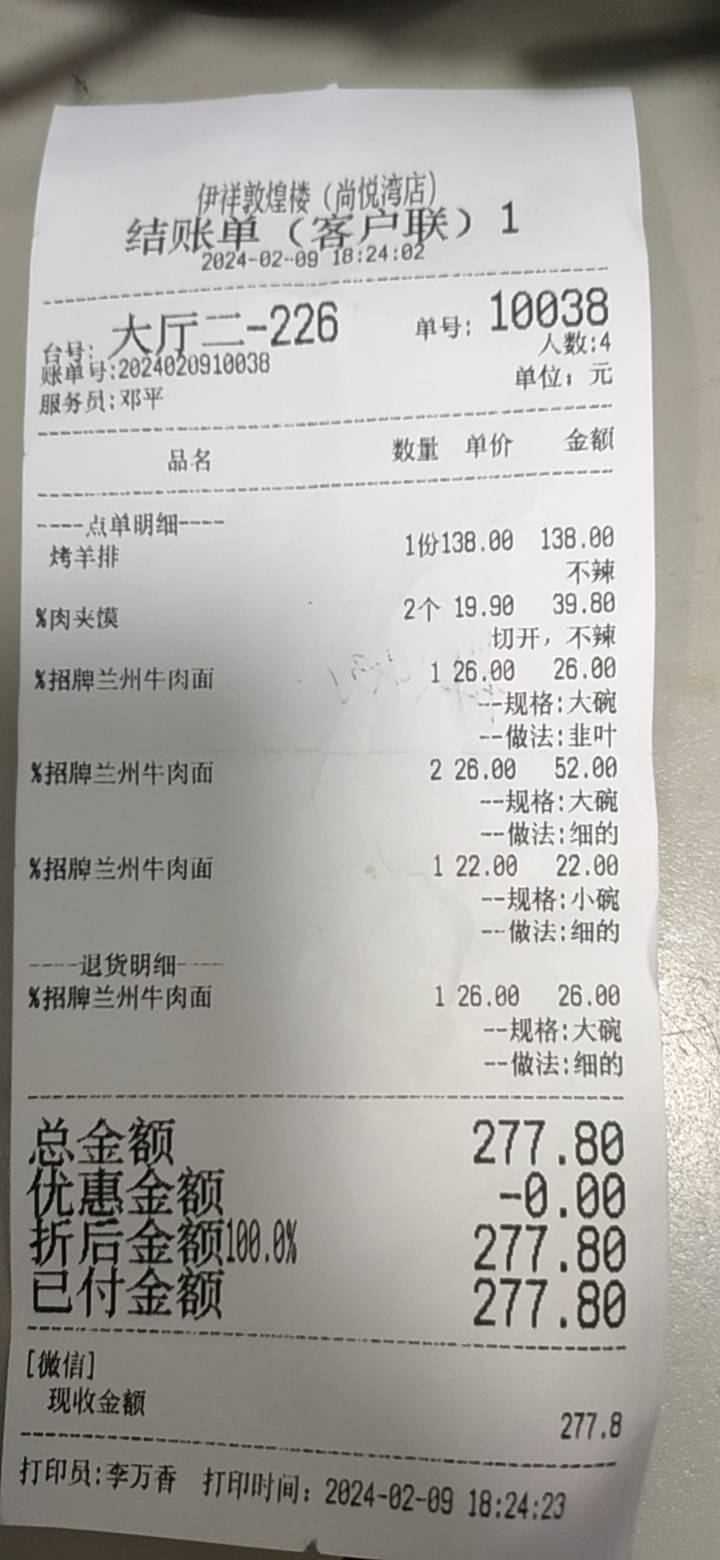 伊祥敦煌楼（尚悦湾店）
结账单（客户联）1
2024-02-09 18:24:02
台号: 大厅二-226 单号: 10038
账单号:2024020910038 人数:4
服务员:邓平 单位：元
品名 数量 单价 金额
----点单明细----
烤羊排 1份138.00 138.00
不辣
%肉夹馍 2个 19.90 39.80
切开，不辣
%招牌兰州牛肉面 1 26.00 26.00
--规格:大碗
--做法:韭叶
%招牌兰州牛肉面 2 26.00 52.00
--规格:大碗
--做法:细的
%招牌兰州牛肉面 1 22.00 22.00
--规格:小碗
--做法:细的
----退货明细----
%招牌兰州牛肉面 1 26.00 26.00
--规格:大碗
--做法:细的
总金额 277.80
优惠金额 -0.00
折后金额100.0% 277.80
已付金额 277.80
[微信]
现收金额 277.8
打印员:李万香 打印时间：2024-02-09 18:24:23